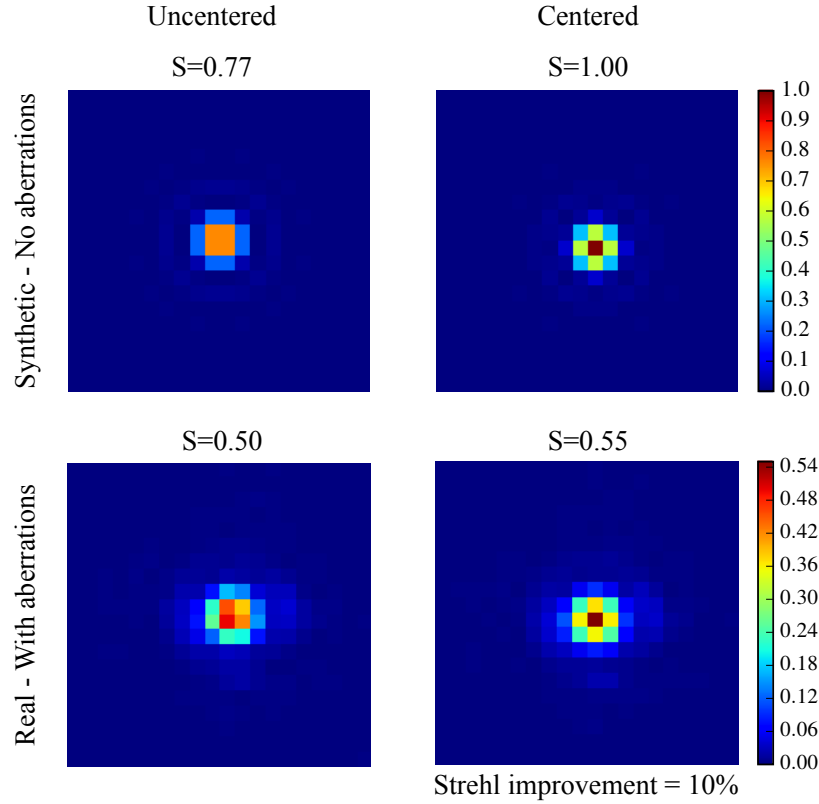 Uncentered
Centered
S=0.77
S=1.00
Synthetic - No aberrations
1.0
0.9
0.8
0.7
0.6
0.5
0.4
0.3
0.2
0.1
0.0
S=0.50
S=0.55
Real - With aberrations
0.54
0.48
0.42
0.36
0.30
0.24
0.18
0.12
0.06
0.00
Strehl improvement = 10%